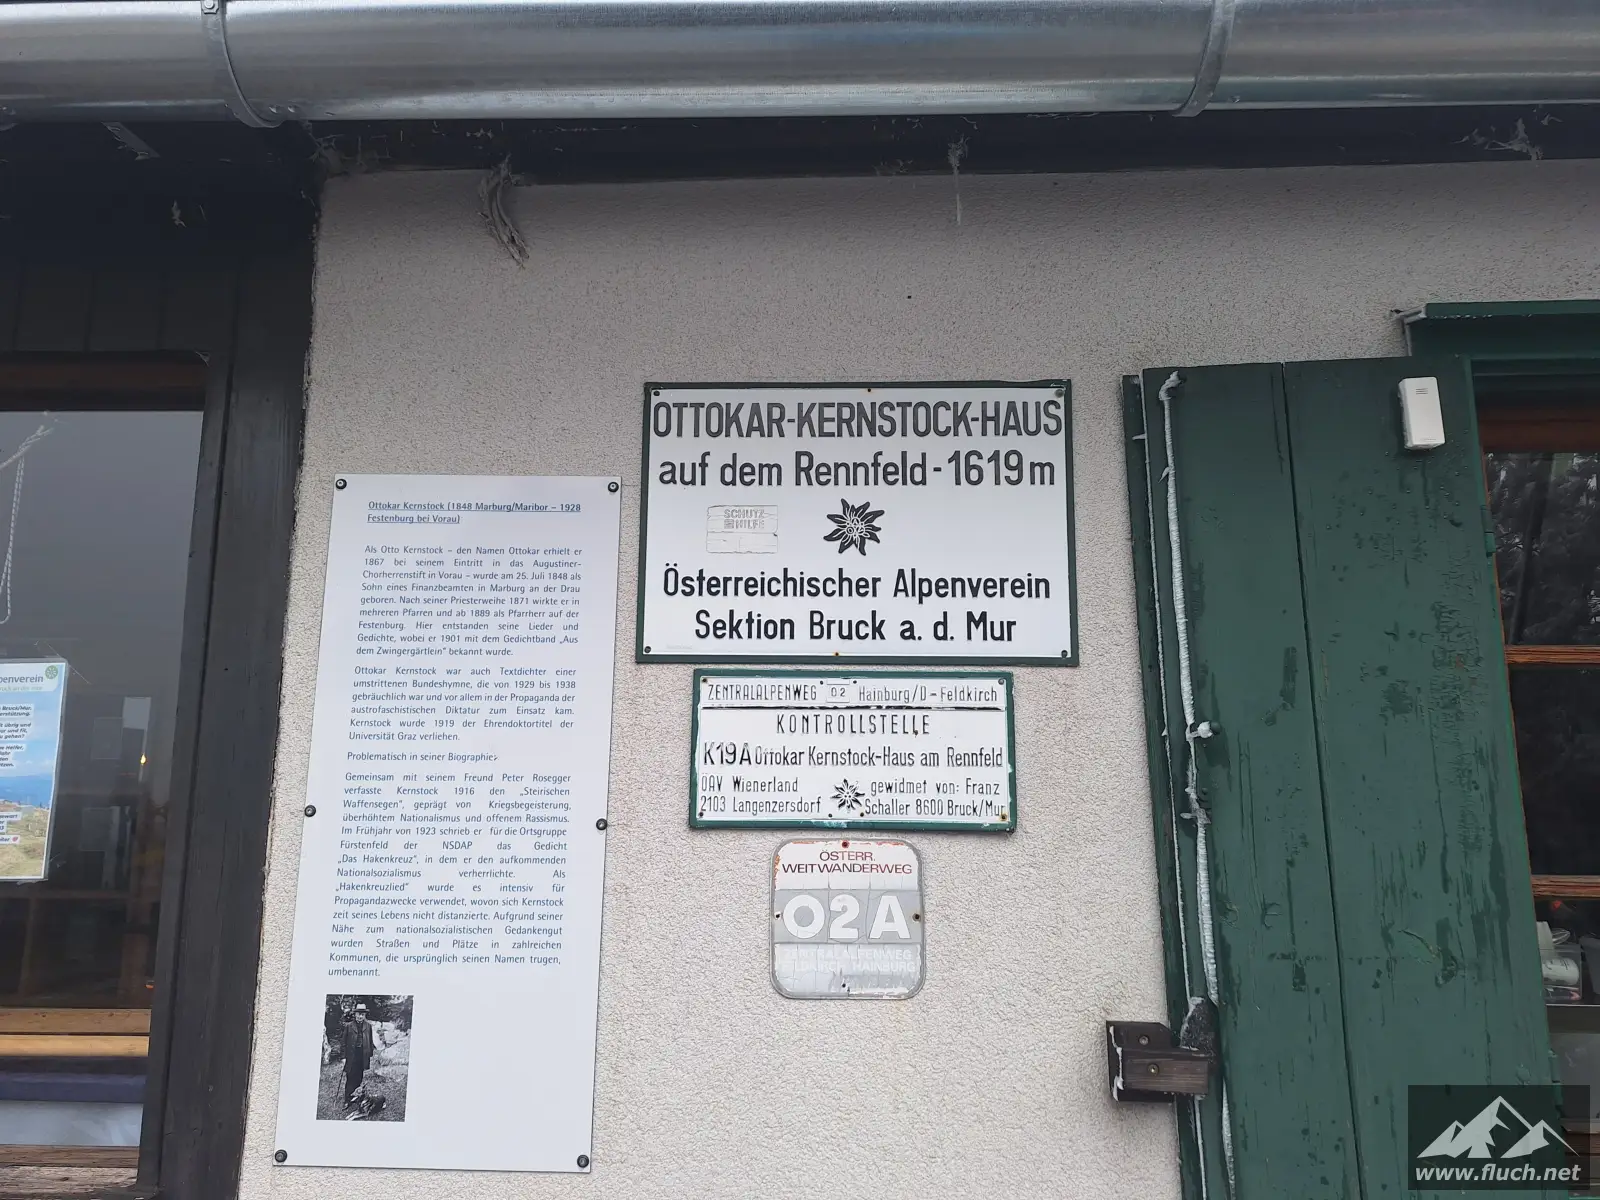 Ottokar Kernstock (1848 Marburg/Maribor – 1928
Festenburg bei Vorau)
Als Otto Kernstock – den Namen Ottokar erhielt er
1867 bei seinem Eintritt in das Augustiner-
Chorherrenstift in Vorau – wurde am 25. Juli 1848 als
Sohn eines Finanzbeamten in Marburg an der Drau
geboren. Nach seiner Priesterweihe 1871 wirkte er in
mehreren Pfarren und ab 1889 als Pfarrherr auf der
Festenburg. Hier entstanden seine Lieder und
Gedichte, wobei er 1901 mit dem Gedichtband „Aus
dem Zwingergärtlein" bekannt wurde.
Ottokar Kernstock war auch Textdichter einer
umstrittenen Bundeshymne, die von 1929 bis 1938
gebräuchlich war und vor allem in der Propaganda der
austrofaschistischen Diktatur zum Einsatz kam.
Kernstock wurde 1919 der Ehrendoktortitel der
Universität Graz verliehen.
Problematisch in seiner Biographie:
Gemeinsam mit seinem Freund Peter Rosegger
verfasste Kernstock 1916 den „Steirischen
Waffensegen", geprägt von Kriegsbegeisterung,
überhöhtem Nationalismus und offenem Rassismus.
Im Frühjahr von 1923 schrieb er für die Ortsgruppe
Fürstenfeld der NSDAP das Gedicht
„Das Hakenkreuz", in dem er den aufkommenden
Nationalsozialismus verherrlichte. Als
„Hakenkreuzlied" wurde es intensiv für
Propagandazwecke verwendet, wovon sich Kernstock
zeit seines Lebens nicht distanzierte. Aufgrund seiner
Nähe zum nationalsozialistischen Gedankengut
wurden Straßen und Plätze in zahlreichen
Kommunen, die ursprünglich seinen Namen trugen,
umbenannt.
OTTOKAR-KERNSTOCK-HAUS
auf dem Rennfeld - 1619 m
SCHUTZ-
HILFE
Österreichischer Alpenverein
Sektion Bruck a. d. Mur
ZENTRALALPENWEG 02 Hainburg/D - Feldkirch
KONTROLLSTELLE
K19A Ottokar Kernstock-Haus am Rennfeld
ÖAV Wienerland gewidmet von: Franz
2103 Langenzersdorf Schaller 8600 Bruck/Mur
ÖSTERR.
WEITWANDERWEG
02A
ZENTRALALPENWEG
HAINBURG
penverein
www.fluch.net